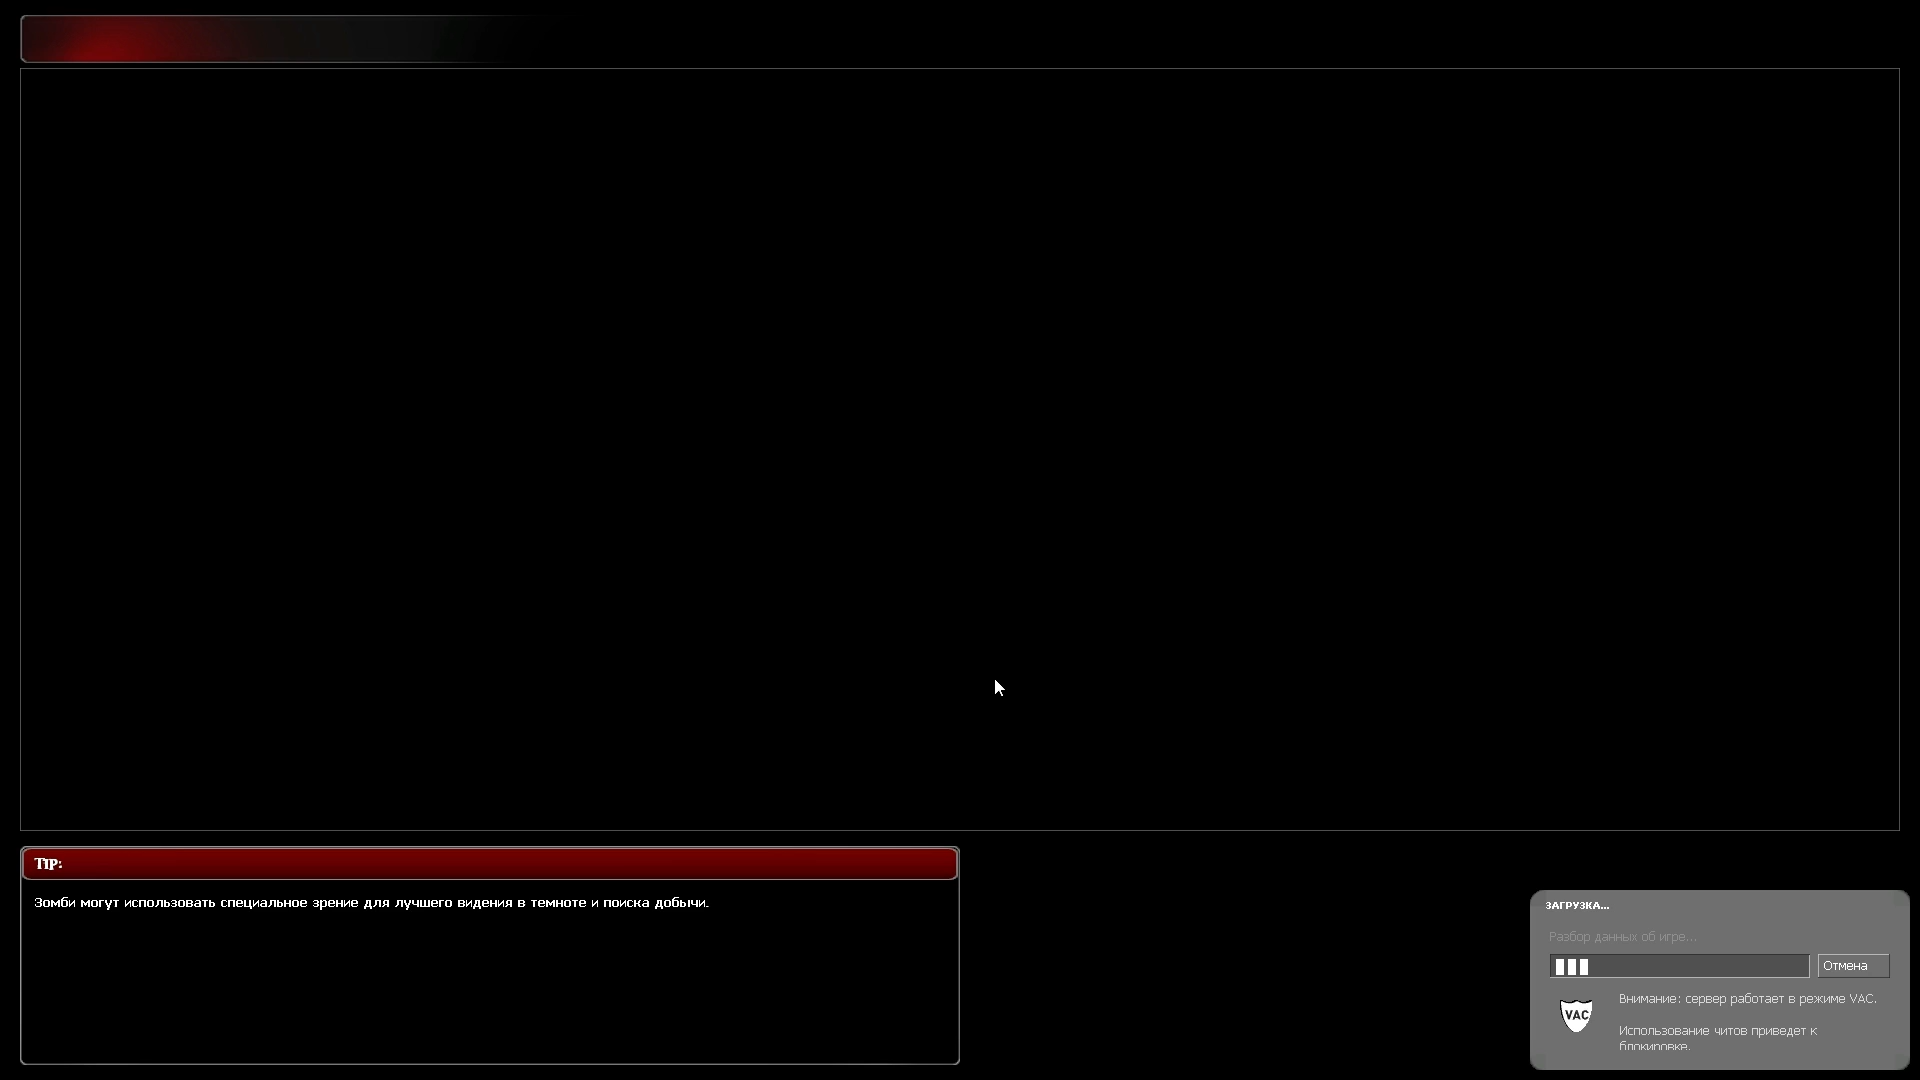 TIP:
Зомби могут использовать специальное зрение для лучшего видения в темноте и поиска добычи.
ЗАГРУЗКА...
Разбор данных об игре...
Отмена
VAC
Внимание: сервер работает в режиме VAC.
Использование читов приведет к
блокировке.